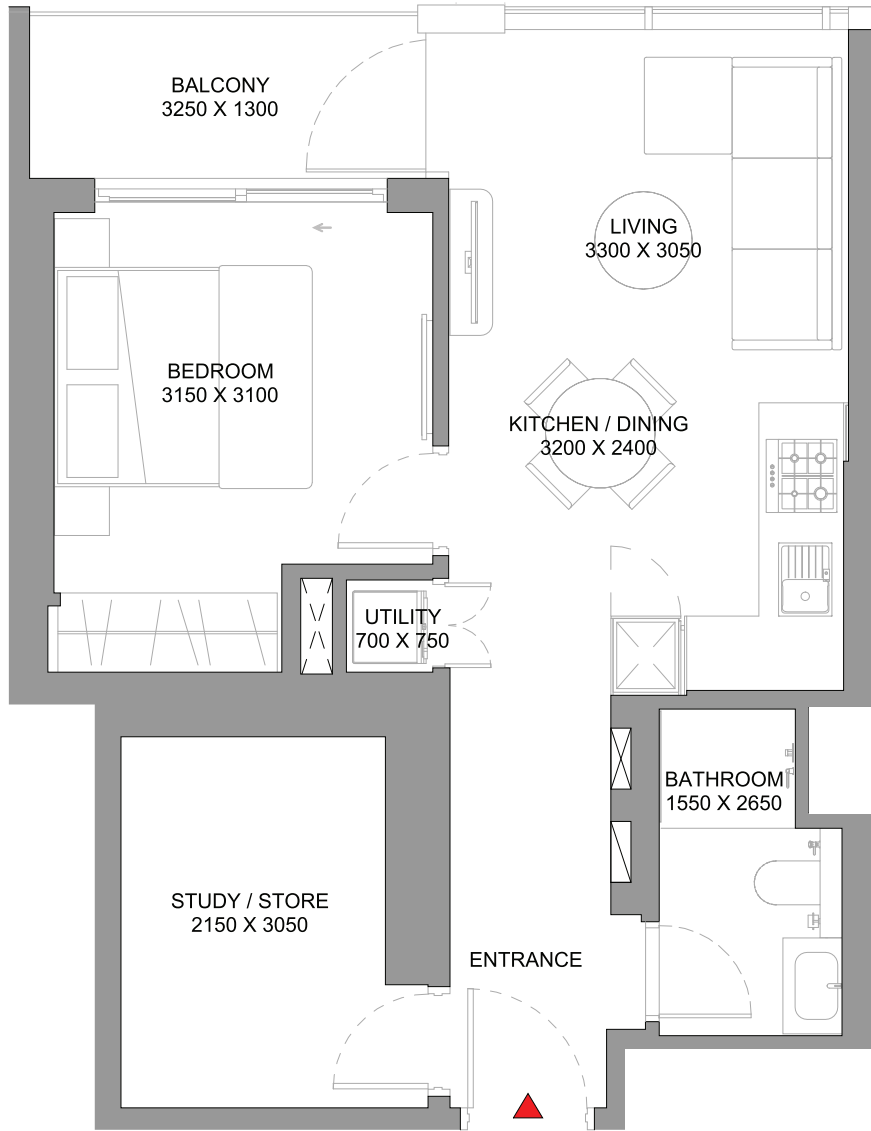 BALCONY
3250 X 1300
LIVING
3300 X 3050
BEDROOM
3150 X 3100
KITCHEN / DINING
3200 X 2400
UTILITY
700 X 750
BATHROOM
1550 X 2650
STUDY / STORE
2150 X 3050
ENTRANCE